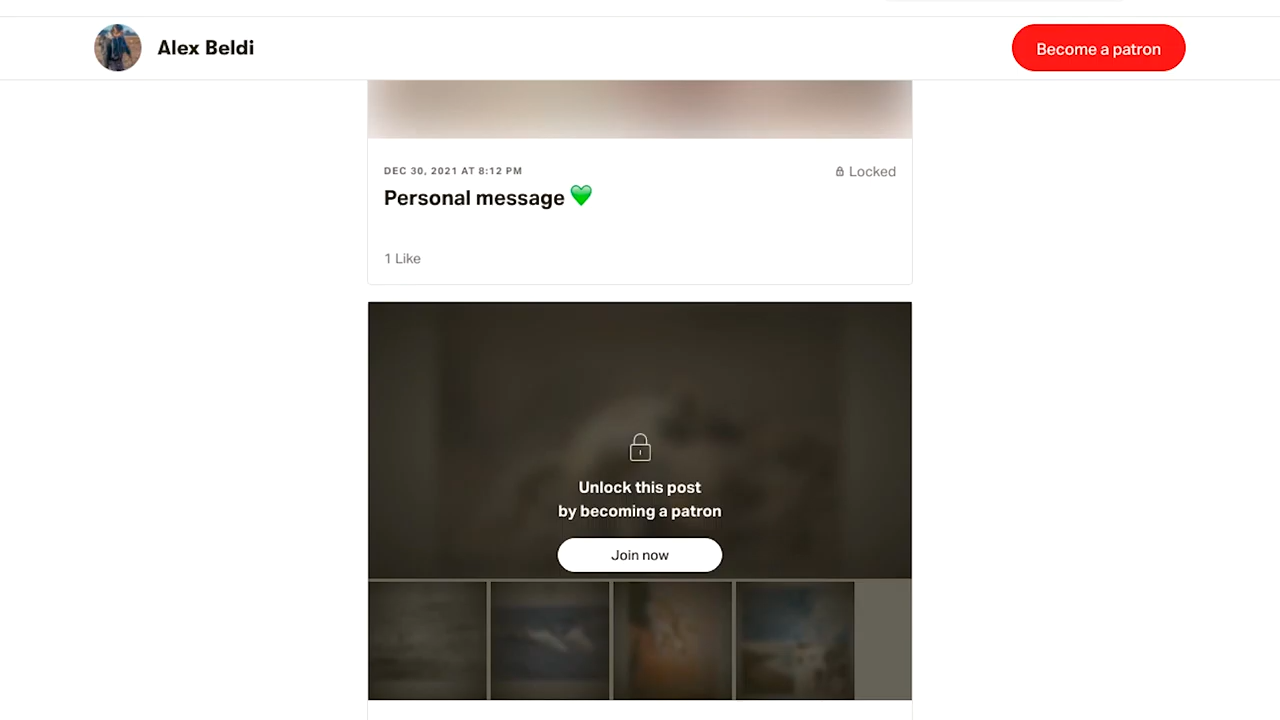 Alex Beldi
Become a patron
DEC 30, 2021 AT 8:12 PM
Locked
Personal message 💚
1 Like
Unlock this post
by becoming a patron
Join now